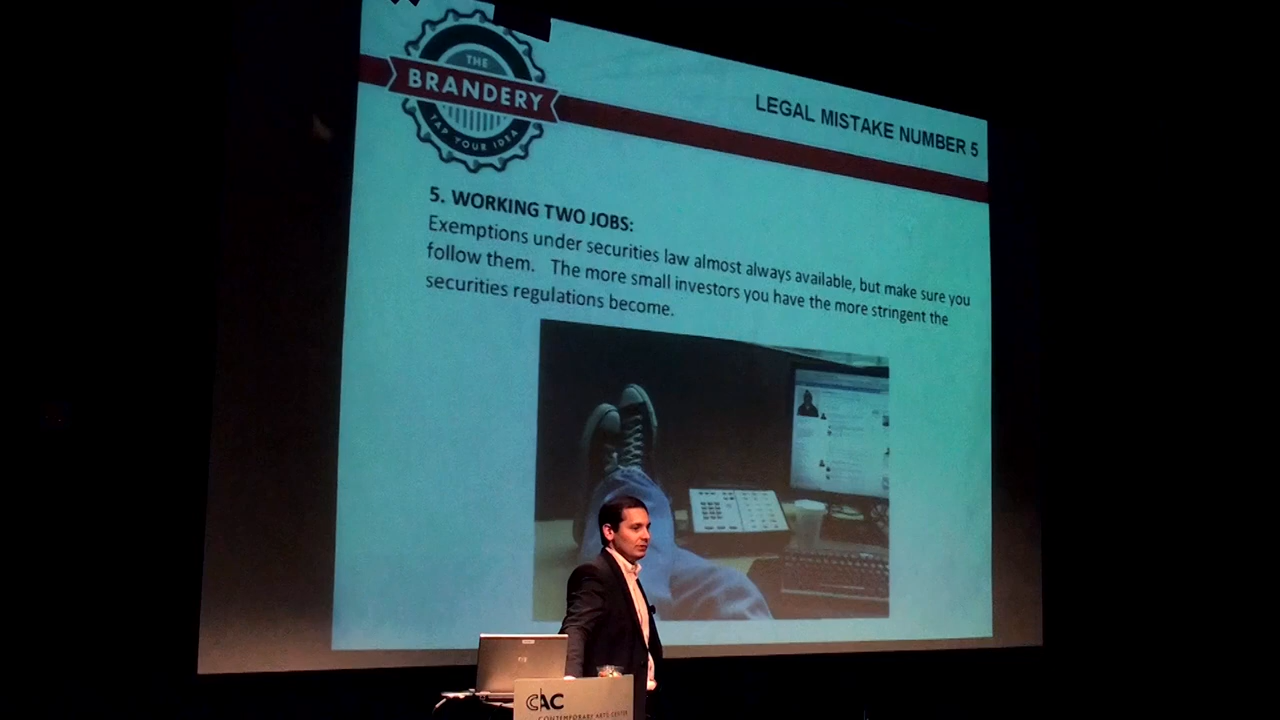 THE
BRANDERY
TAP YOUR IDEA
LEGAL MISTAKE NUMBER 5
5. WORKING TWO JOBS:
Exemptions under securities law almost always available, but make sure you
follow them. The more small investors you have the more stringent the
securities regulations become.
CAC
CONTEMPORARY ARTS CENTER